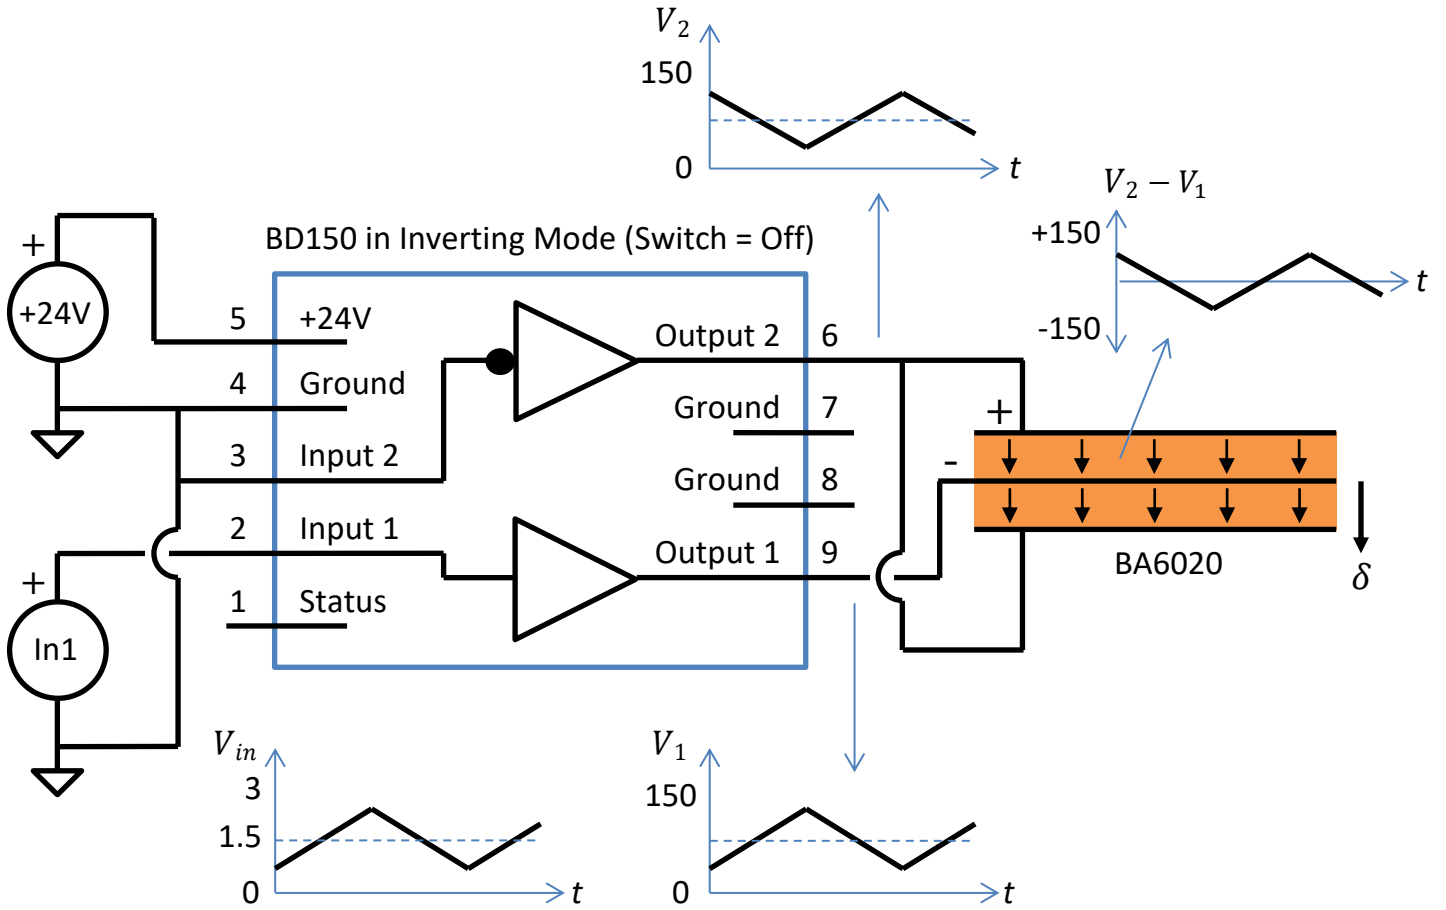 V2
150
0
t
V2 − V1
+150
-150
t
BD150 in Inverting Mode (Switch = Off)
+
+24V
5 +24V
4 Ground
3 Input 2
2 Input 1
1 Status
Output 2 6
Ground 7
Ground 8
Output 1 9
+
-
BA6020
δ
+
In1
Vin
3
1.5
0
t
V1
150
0
t